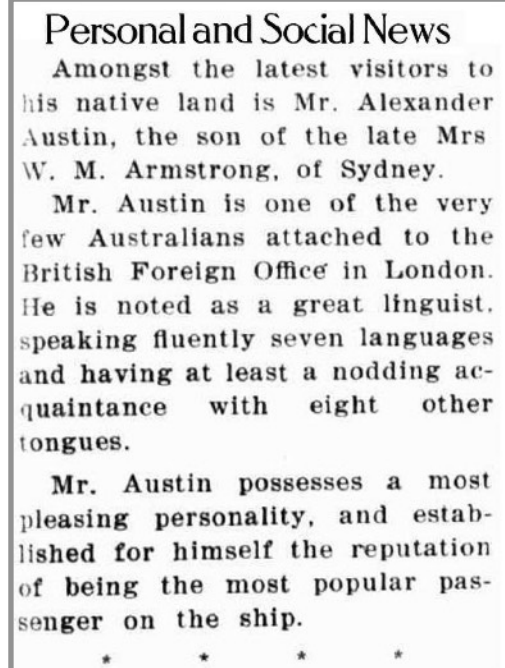 Personal and Social News
Amongst the latest visitors to
his native land is Mr. Alexander
Austin, the son of the late Mrs
W. M. Armstrong, of Sydney.
Mr. Austin is one of the very
few Australians attached to the
British Foreign Office in London.
He is noted as a great linguist,
speaking fluently seven languages
and having at least a nodding ac-
quaintance with eight other
tongues.
Mr. Austin possesses a most
pleasing personality, and estab-
lished for himself the reputation
of being the most popular pas-
senger on the ship.
* * * *